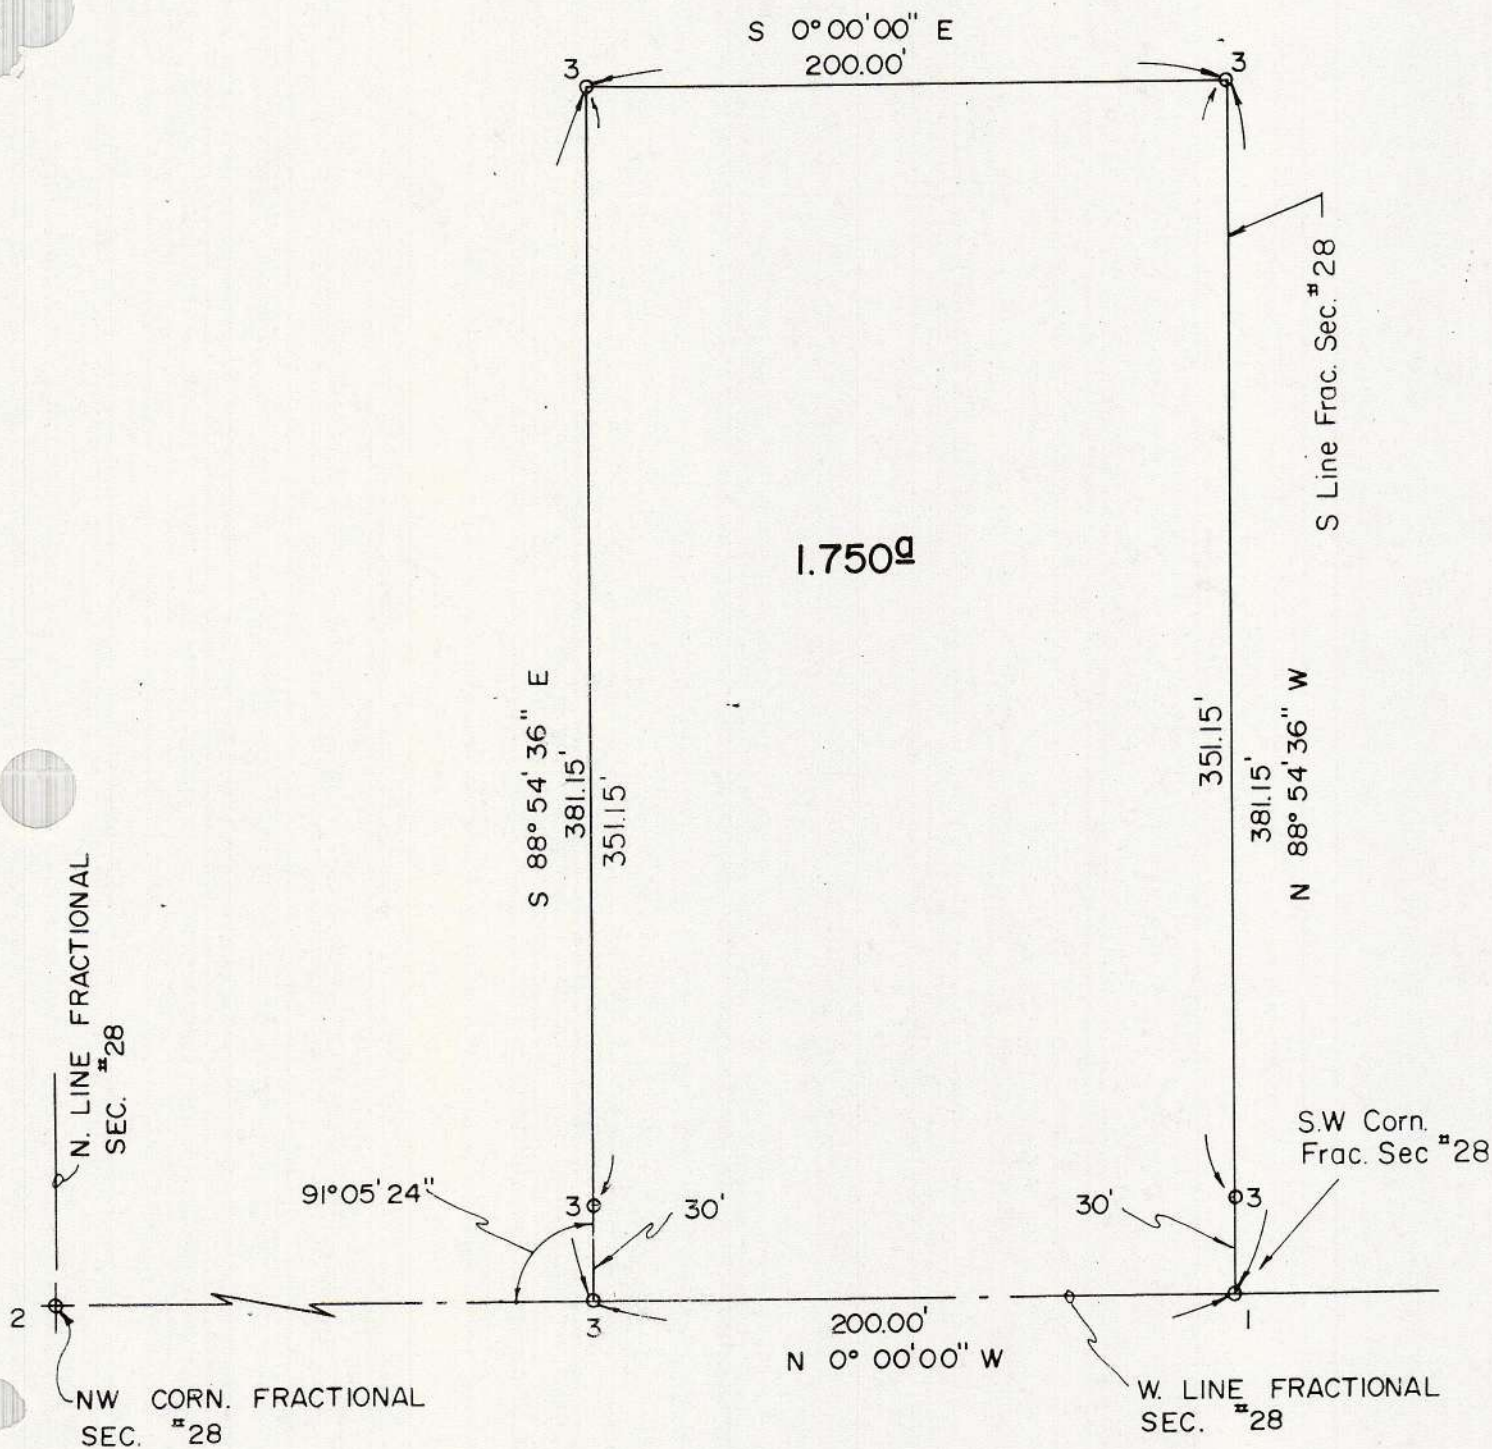 S 0° 00' 00" E
200.00'
3
3
S Line Frac. Sec. #28
1.750a
S 88° 54' 36" E
381.15'
351.15'
351.15'
381.15'
N 88° 54' 36" W
N. LINE FRACTIONAL
SEC. #28
S.W Corn.
Frac. Sec #28
91°05'24"
3
30'
30'
3
2
3
200.00'
N 0° 00' 00" W
1
NW CORN. FRACTIONAL
SEC. #28
W. LINE FRACTIONAL
SEC. #28